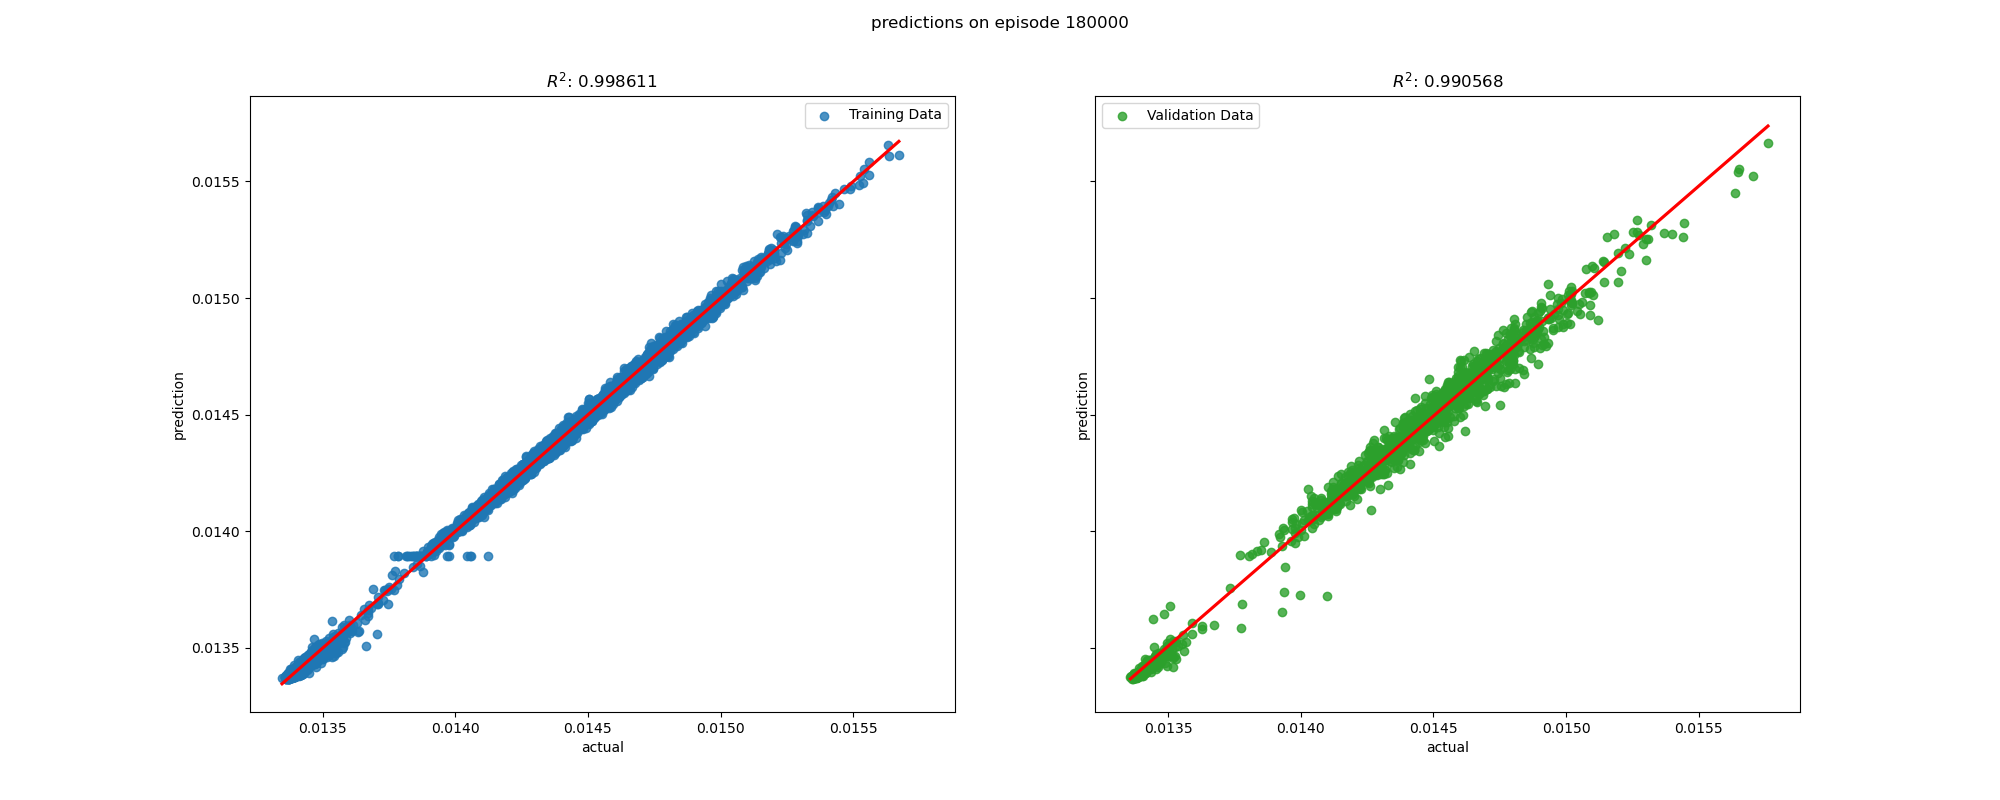 predictions on episode 180000
R²: 0.998611
Training Data
0.0155
0.0150
0.0145
0.0140
0.0135
prediction
0.0135 0.0140 0.0145 0.0150 0.0155
actual
R²: 0.990568
Validation Data
prediction
0.0135 0.0140 0.0145 0.0150 0.0155
actual